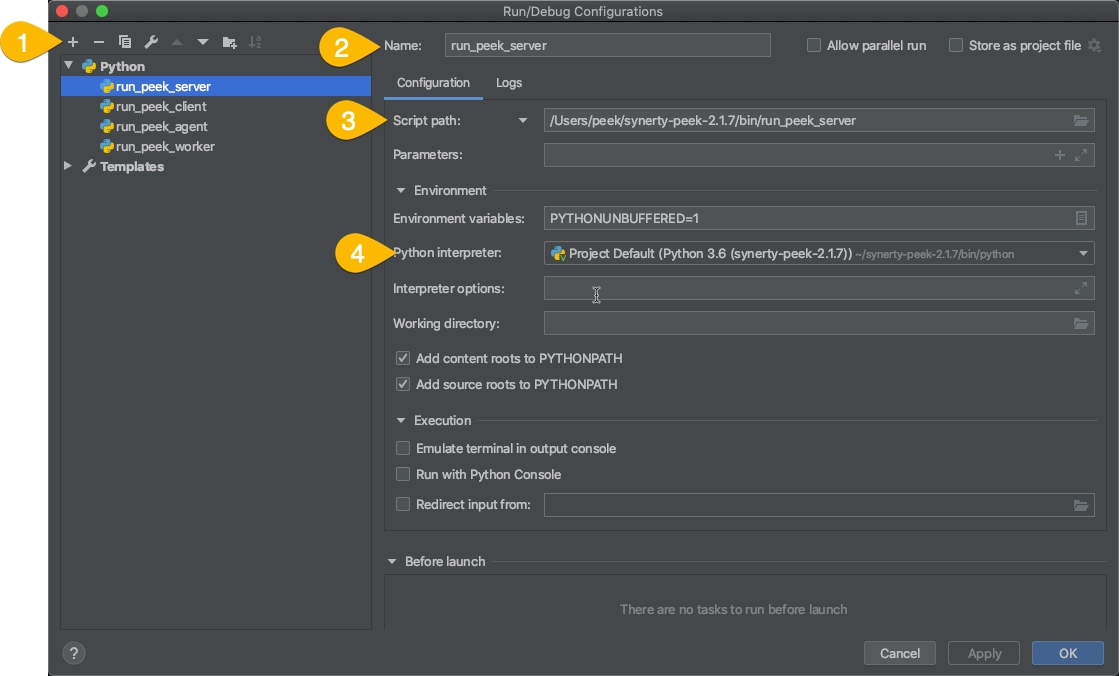 Run/Debug Configurations
1
2
Name:
run_peek_server
Allow parallel run
Store as project file
Python
run_peek_server
run_peek_client
run_peek_agent
run_peek_worker
Templates
Configuration
Logs
3
Script path:
/Users/peek/synerty-peek-2.1.7/bin/run_peek_server
Parameters:
Environment
Environment variables:
PYTHONUNBUFFERED=1
4
Python interpreter:
Project Default (Python 3.6 (synerty-peek-2.1.7)) ~/synerty-peek-2.1.7/bin/python
Interpreter options:
Working directory:
Add content roots to PYTHONPATH
Add source roots to PYTHONPATH
Execution
Emulate terminal in output console
Run with Python Console
Redirect input from:
Before launch
There are no tasks to run before launch
?
Cancel
Apply
OK